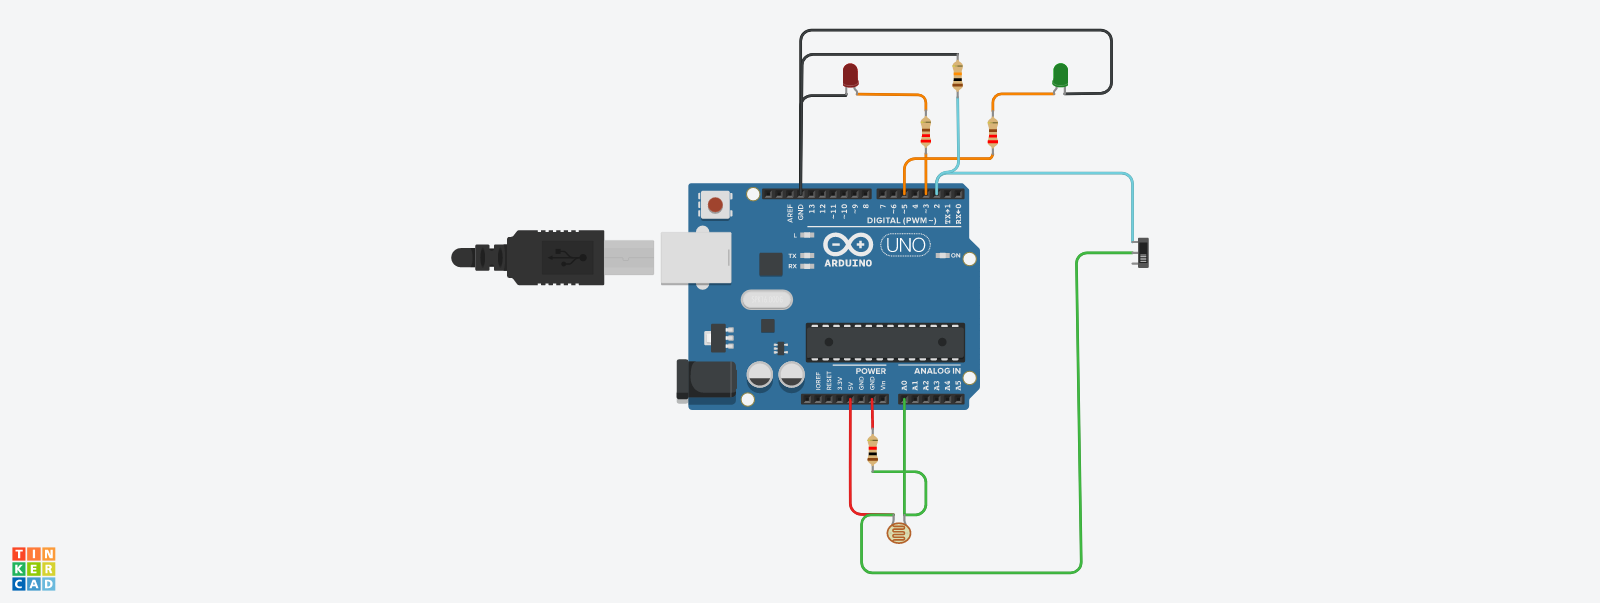 AREF
GND
13
12
~11
~10
~9
8
7
~6
~5
4
~3
2
TX→1
RX←0
DIGITAL (PWM~)
L
TX
RX
UNO
ON
ARDUINO
POWER
ANALOG IN
IOREF
RESET
3.3V
5V
GND
GND
Vin
A0
A1
A2
A3
A4
A5
TIN
KER
CAD